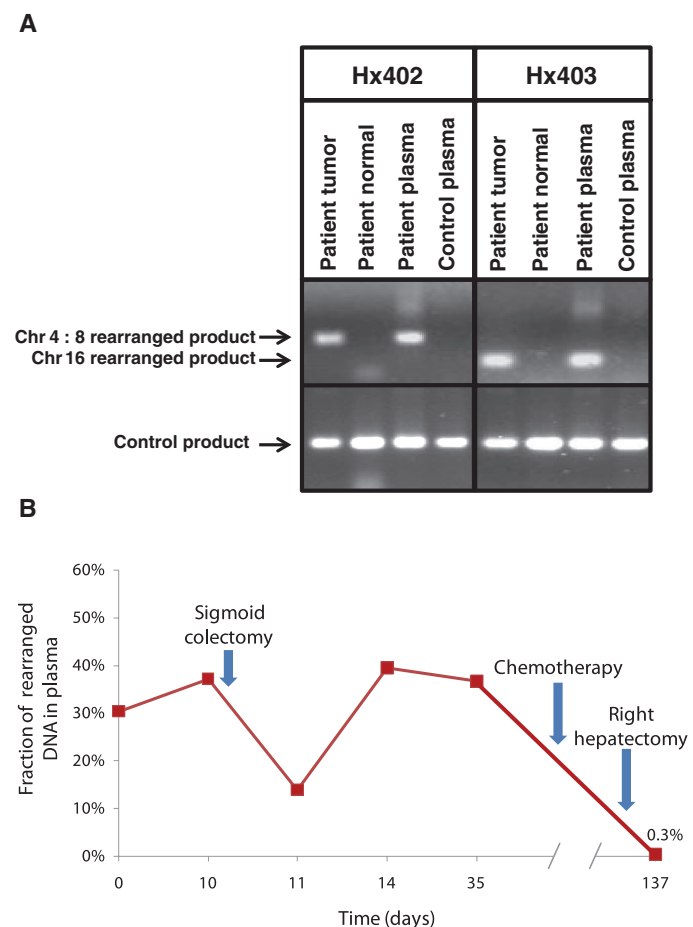 A
Hx402
Hx403
Patient tumor
Patient normal
Patient plasma
Control plasma
Patient tumor
Patient normal
Patient plasma
Control plasma
Chr 4 : 8 rearranged product
Chr 16 rearranged product
Control product
B
Fraction of rearranged
DNA in plasma
60%
50%
40%
30%
20%
10%
0%
Sigmoid
colectomy
Chemotherapy
Right
hepatectomy
0.3%
0
10
11
14
35
137
Time (days)